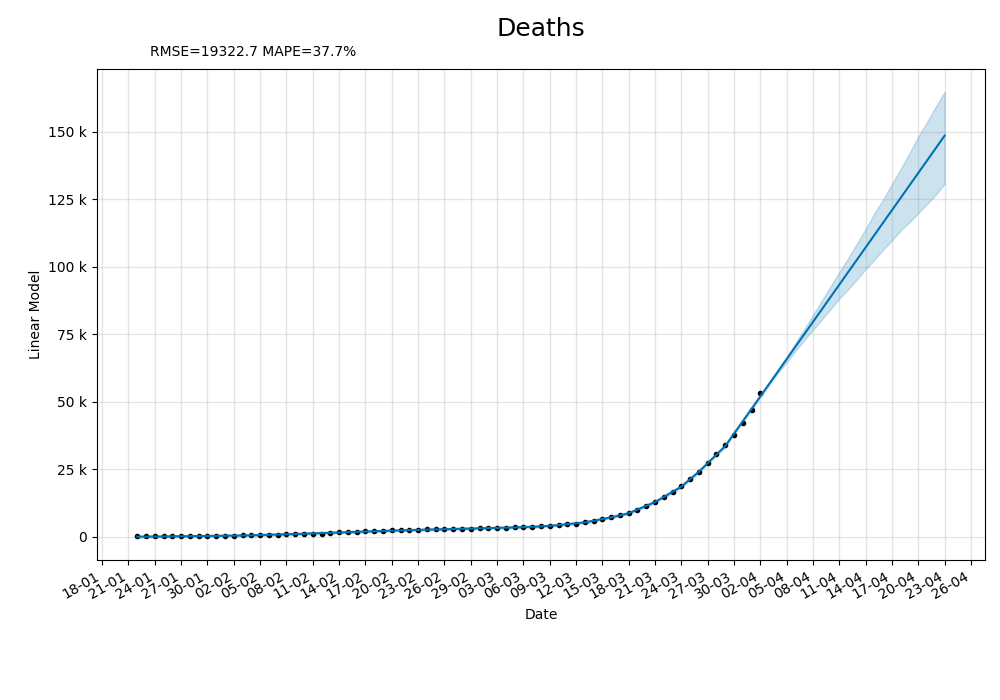 Deaths
RMSE=19322.7 MAPE=37.7%
150 k
125 k
100 k
75 k
50 k
25 k
0
Linear Model
18-01 21-01 24-01 27-01 30-01 02-02 05-02 08-02 11-02 14-02 17-02 20-02 23-02 26-02 29-02 03-03 06-03 09-03 12-03 15-03 18-03 21-03 24-03 27-03 30-03 02-04 05-04 08-04 11-04 14-04 17-04 20-04 23-04 26-04
Date